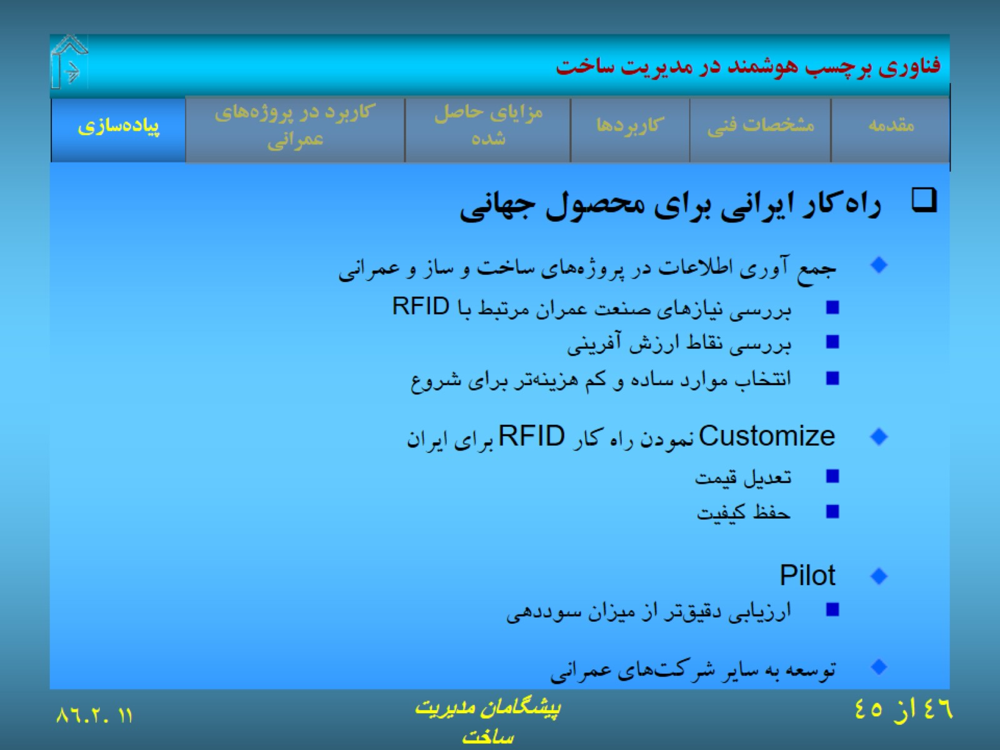 فناوری برچسب هوشمند در مدیریت ساخت
مقدمه
مشخصات فنی
کاربردها
مزایای حاصل
شده
کاربرد در پروژه‌های
عمرانی
پیاده‌سازی
راه‌کار ایرانی برای محصول جهانی
جمع آوری اطلاعات در پروژه‌های ساخت و ساز و عمرانی
بررسی نیازهای صنعت عمران مرتبط با RFID
بررسی نقاط ارزش آفرینی
انتخاب موارد ساده و کم هزینه‌تر برای شروع
Customize نمودن راه کار RFID برای ایران
تعدیل قیمت
حفظ کیفیت
Pilot
ارزیابی دقیق‌تر از میزان سوددهی
توسعه به سایر شرکت‌های عمرانی
٤٥ از ٤٦
پیشگامان مدیریت
ساخت
٨٦.٢. ١١